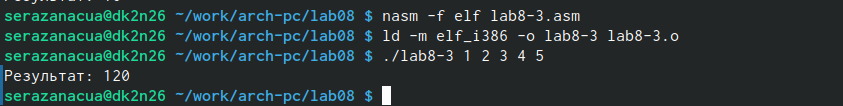 serazanacua@dk2n26 ~/work/arch-pc/lab08 $ nasm -f elf lab8-3.asm
serazanacua@dk2n26 ~/work/arch-pc/lab08 $ ld -m elf_i386 -o lab8-3 lab8-3.o
serazanacua@dk2n26 ~/work/arch-pc/lab08 $ ./lab8-3 1 2 3 4 5
Результат: 120
serazanacua@dk2n26 ~/work/arch-pc/lab08 $